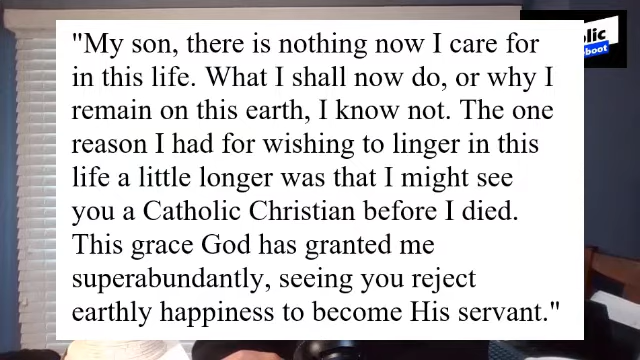 "My son, there is nothing now I care for
in this life. What I shall now do, or why I
remain on this earth, I know not. The one
reason I had for wishing to linger in this
life a little longer was that I might see
you a Catholic Christian before I died.
This grace God has granted me
superabundantly, seeing you reject
earthly happiness to become His servant."